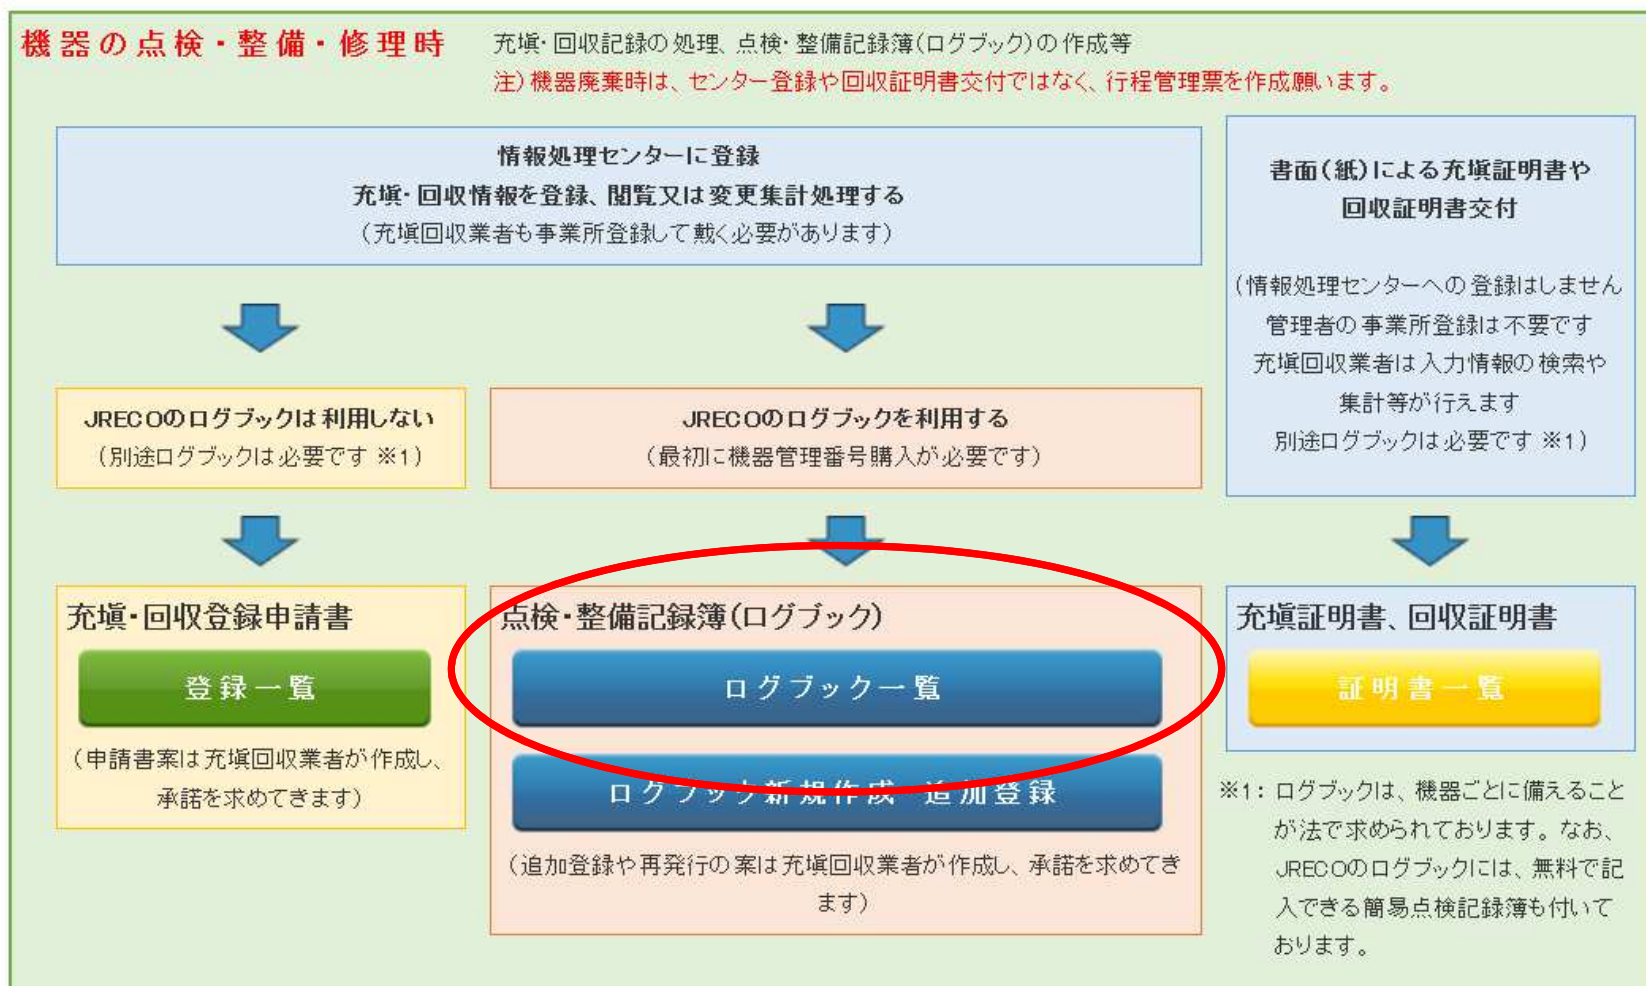 機器の点検・整備・修理時
充塡・回収記録の処理、点検・整備記録簿(ログブック)の作成等
注)機器廃棄時は、センター登録や回収証明書交付ではなく、行程管理票を作成願います。
情報処理センターに登録
充塡・回収情報を登録、閲覧又は変更集計処理する
(充塡回収業者も事業所登録して戴く必要があります)
書面(紙)による充塡証明書や
回収証明書交付
(情報処理センターへの登録はしません
管理者の事業所登録は不要です
充塡回収業者は入力情報の検索や
集計等が行えます
別途ログブックは必要です ※1)
JRECOのログブックは利用しない
(別途ログブックは必要です ※1)
JRECOのログブックを利用する
(最初に機器管理番号購入が必要です)
充塡・回収登録申請書
登録一覧
(申請書案は充塡回収業者が作成し、
承諾を求めてきます)
点検・整備記録簿(ログブック)
ログブック一覧
ログブック新規作成 追加登録
(追加登録や再発行の案は充塡回収業者が作成し、承諾を求めてき
ます)
充塡証明書、回収証明書
証明書一覧
※1: ログブックは、機器ごとに備えること
が法で求められております。なお、
JRECOのログブックには、無料で記
入できる簡易点検記録簿も付いて
おります。